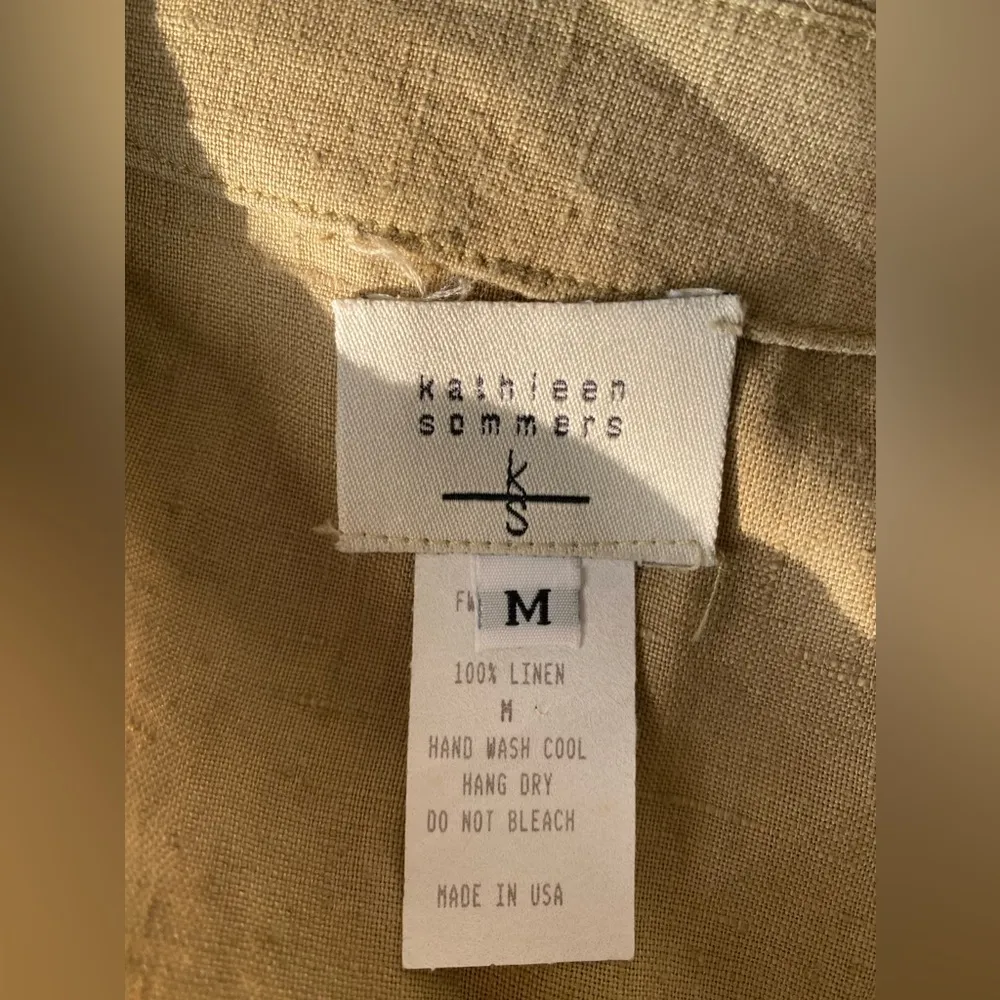 kathleen
sommers
KS
M
100% LINEN
M
HAND WASH COOL
HANG DRY
DO NOT BLEACH
MADE IN USA